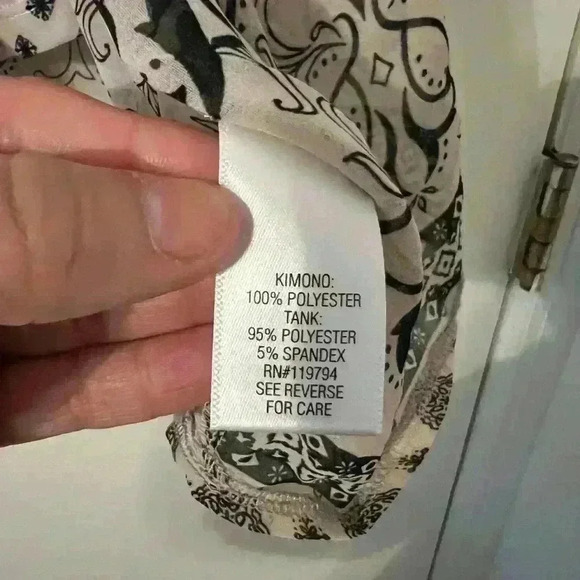 KIMONO:
100% POLYESTER
TANK:
95% POLYESTER
5% SPANDEX
RN#119794
SEE REVERSE
FOR CARE